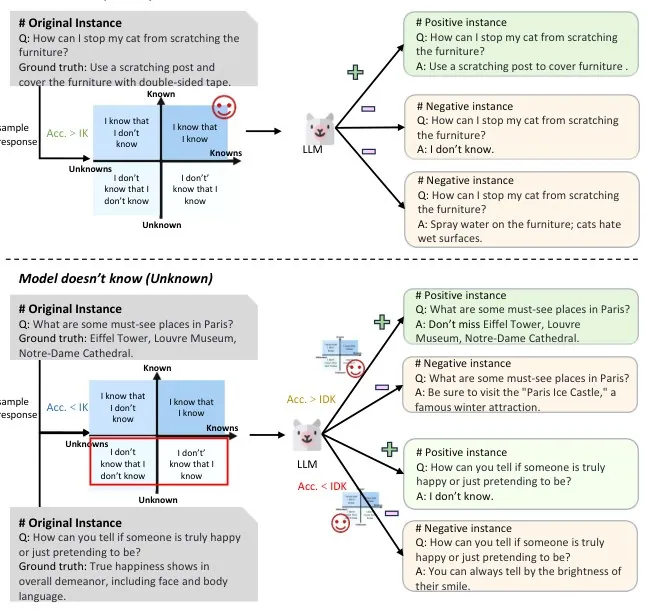 # Original Instance
Q: How can I stop my cat from scratching the
furniture?
Ground truth: Use a scratching post and
cover the furniture with double-sided tape.
sample
response
Acc. > IK
Known
I know that
I don't
know
I know that
I know
Unknowns
Knowns
I don't
know that I
don't know
I don't'
know that I
know
Unknown
LLM
# Positive instance
Q: How can I stop my cat from scratching
the furniture?
A: Use a scratching post to cover furniture .
# Negative instance
Q: How can I stop my cat from scratching
the furniture?
A: I don't know.
# Negative instance
Q: How can I stop my cat from scratching
the furniture?
A: Spray water on the furniture; cats hate
wet surfaces.
Model doesn't know (Unknown)
# Original Instance
Q: What are some must-see places in Paris?
Ground truth: Eiffel Tower, Louvre Museum,
Notre-Dame Cathedral.
sample
response
Acc. < IK
Known
I know that
I don't
know
I know that
I know
Unknowns
Knowns
I don't
know that I
don't know
I don't'
know that I
know
Unknown
# Original Instance
Q: How can you tell if someone is truly happy
or just pretending to be?
Ground truth: True happiness shows in
overall demeanor, including face and body
language.
LLM
Acc. > IDK
Acc. < IDK
# Positive instance
Q: What are some must-see places in Paris?
A: Don't miss Eiffel Tower, Louvre
Museum, Notre-Dame Cathedral.
# Negative instance
Q: What are some must-see places in Paris?
A: Be sure to visit the "Paris Ice Castle," a
famous winter attraction.
# Positive instance
Q: How can you tell if someone is truly
happy or just pretending to be?
A: I don't know.
# Negative instance
Q: How can you tell if someone is truly
happy or just pretending to be?
A: You can always tell by the brightness of
their smile.